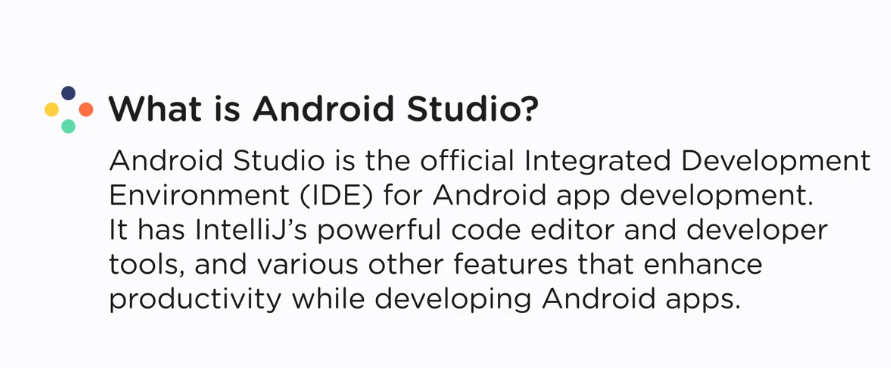 What is Android Studio?
Android Studio is the official Integrated Development
Environment (IDE) for Android app development.
It has IntelliJ’s powerful code editor and developer
tools, and various other features that enhance
productivity while developing Android apps.